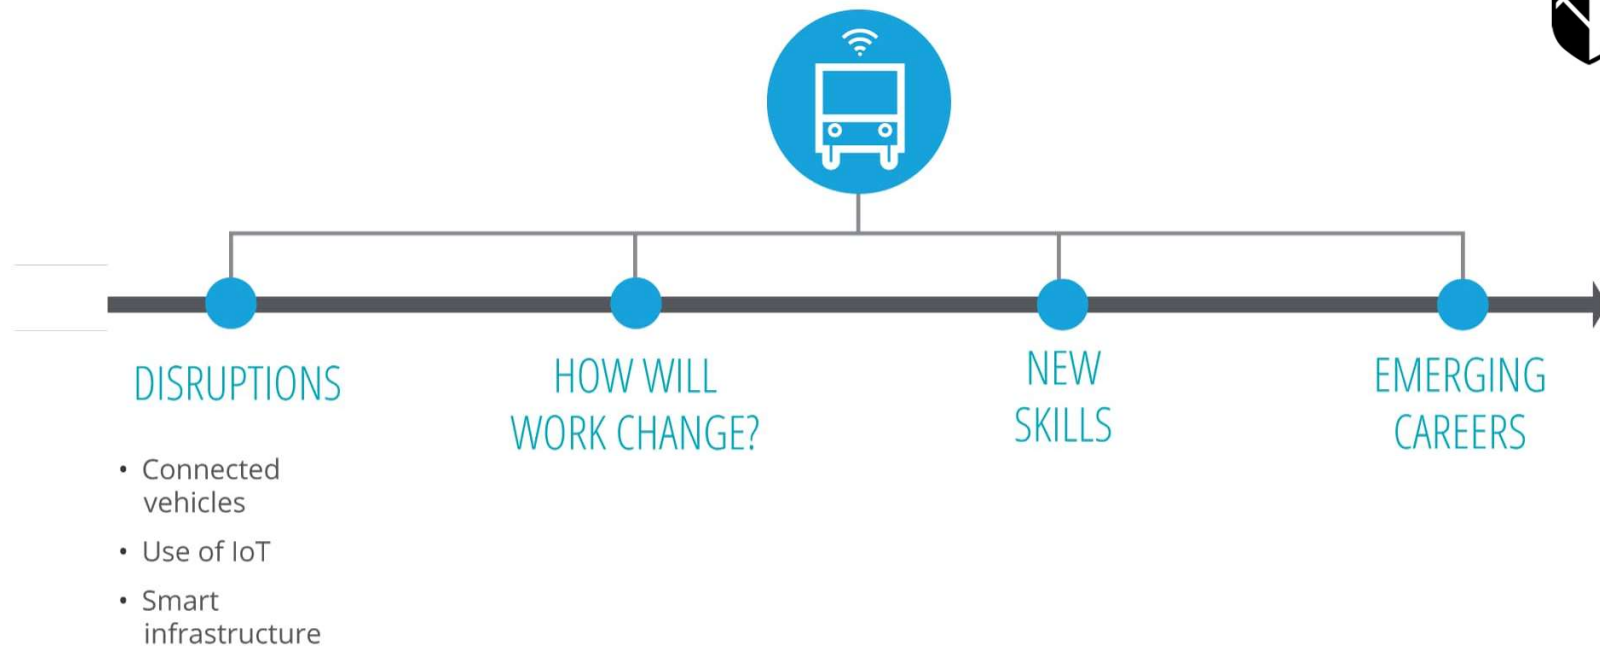 DISRUPTIONS
• Connected
vehicles
• Use of IoT
• Smart
infrastructure
HOW WILL
WORK CHANGE?
NEW
SKILLS
EMERGING
CAREERS